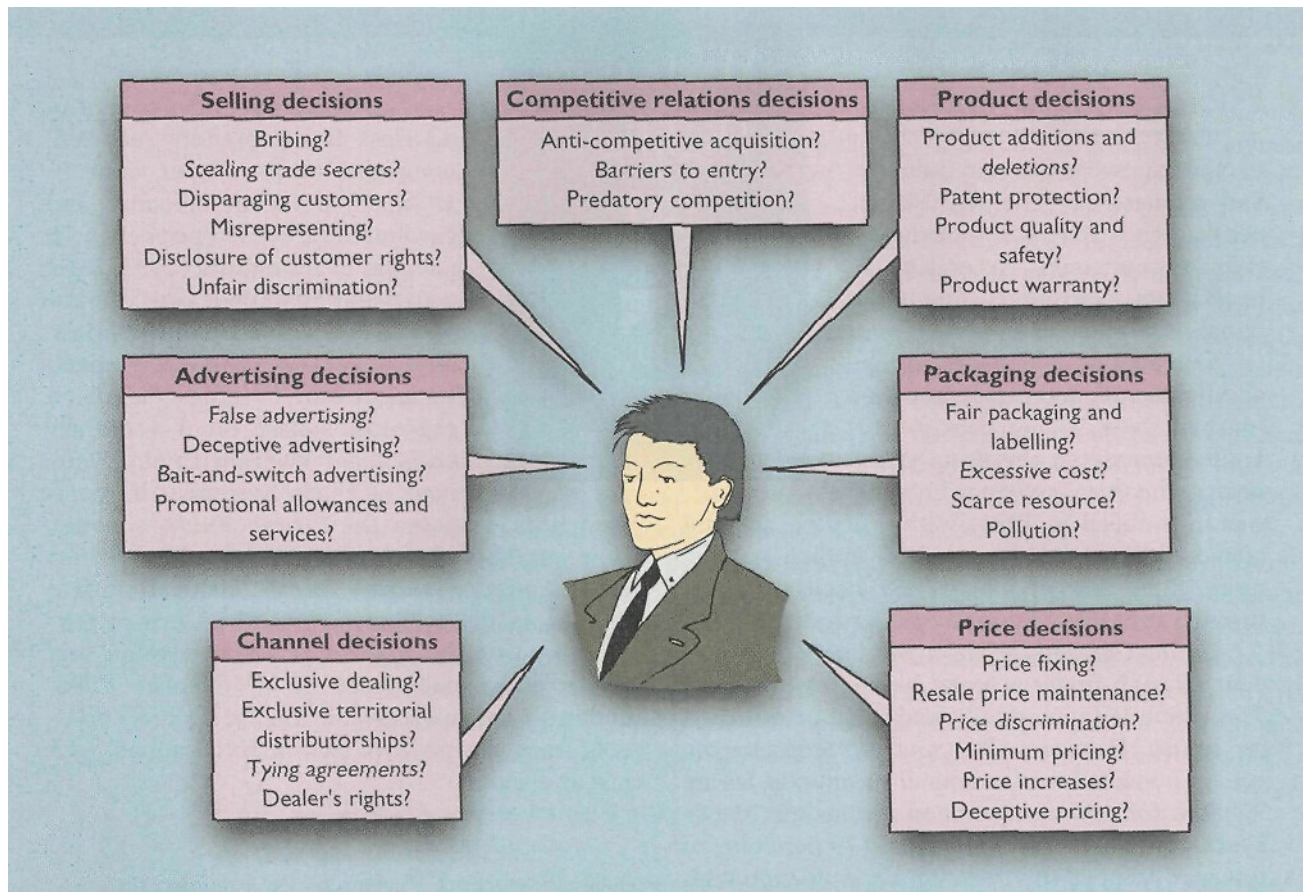 Selling decisions
Bribing?
Stealing trade secrets?
Disparaging customers?
Misrepresenting?
Disclosure of customer rights?
Unfair discrimination?
Competitive relations decisions
Anti-competitive acquisition?
Barriers to entry?
Predatory competition?
Product decisions
Product additions and
deletions?
Patent protection?
Product quality and
safety?
Product warranty?
Advertising decisions
False advertising?
Deceptive advertising?
Bait-and-switch advertising?
Promotional allowances and
services?
Packaging decisions
Fair packaging and
labelling?
Excessive cost?
Scarce resource?
Pollution?
Channel decisions
Exclusive dealing?
Exclusive territorial
distributorships?
Tying agreements?
Dealer's rights?
Price decisions
Price fixing?
Resale price maintenance?
Price discrimination?
Minimum pricing?
Price increases?
Deceptive pricing?